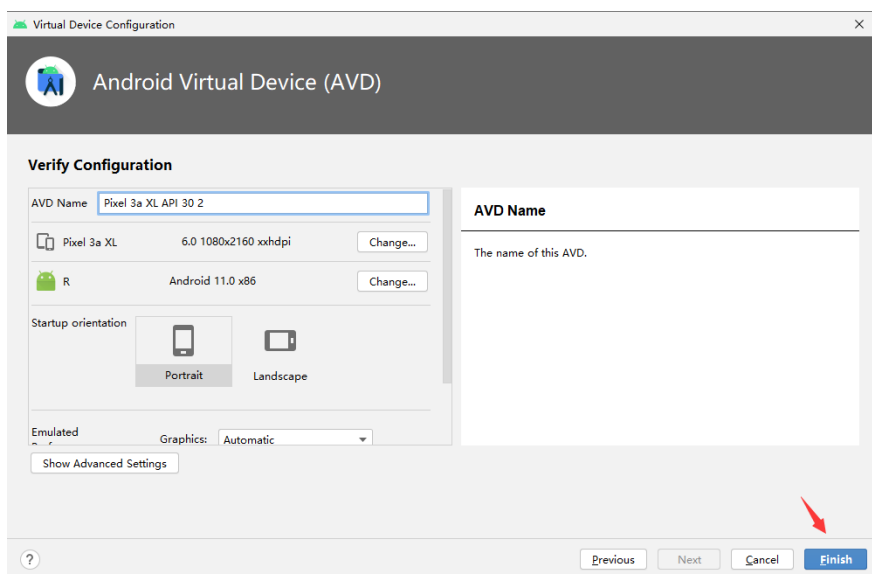 Virtual Device Configuration
Android Virtual Device (AVD)
Verify Configuration
AVD Name Pixel 3a XL API 30 2
Pixel 3a XL 6.0 1080x2160 xxhdpi Change...
R Android 11.0 x86 Change...
Startup orientation
Portrait Landscape
Emulated
Graphics: Automatic
Show Advanced Settings
AVD Name
The name of this AVD.
? Previous Next Cancel Finish